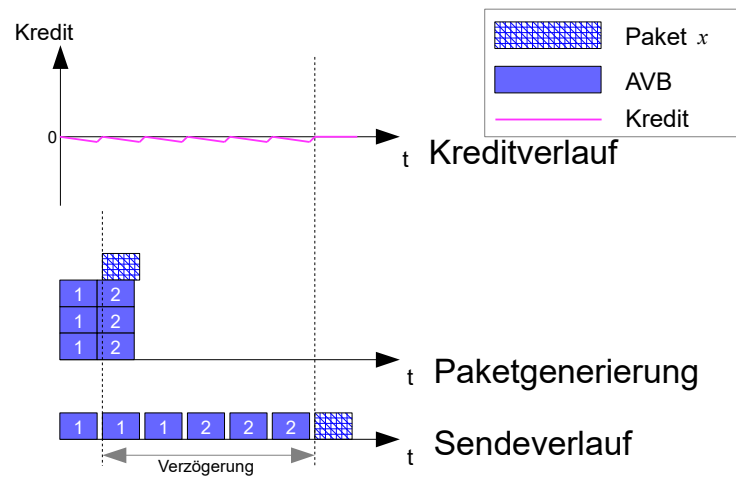 Kredit
Paket x
AVB
Kredit
0
t Kreditverlauf
1 2
1 2
1 2
t Paketgenerierung
1 1 1 2 2 2
t Sendeverlauf
Verzögerung